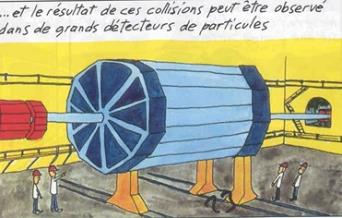 ...et le résultat de ces collisions peut être observé
dans de grands détecteurs de particules